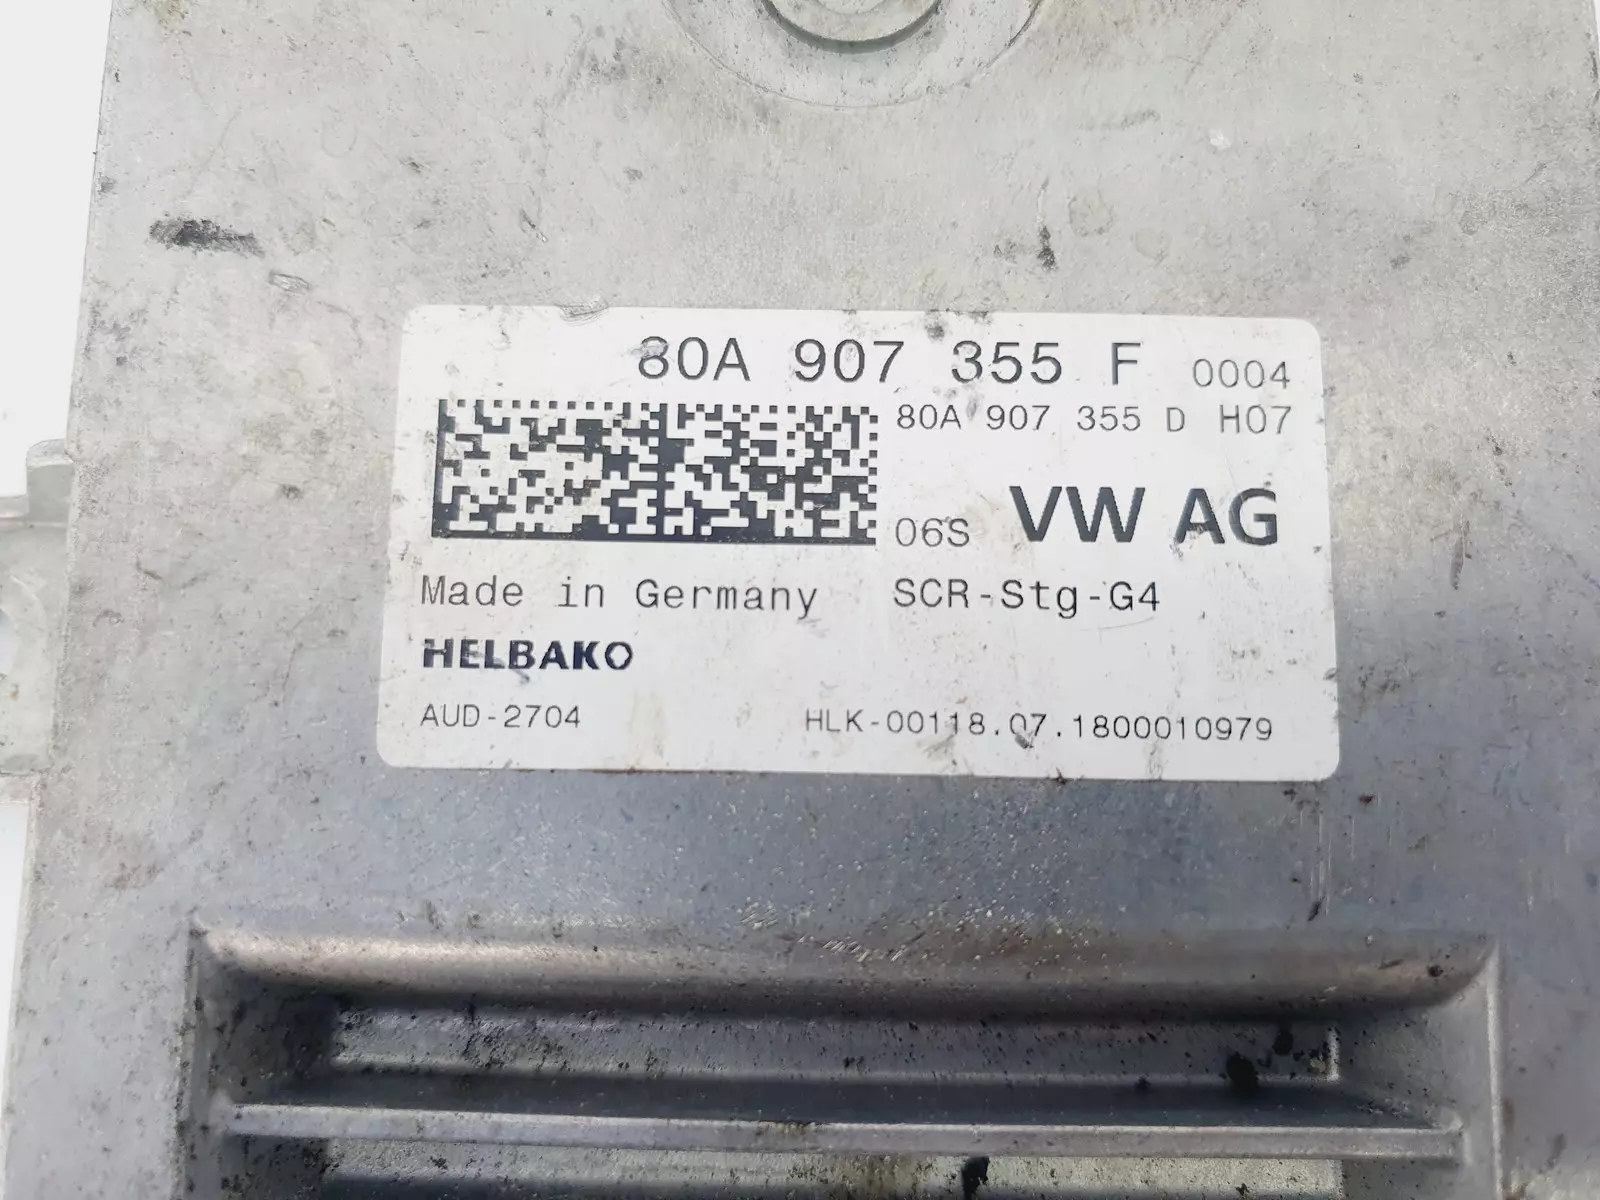 80A 907 355 F 0004
80A 907 355 D H07
06S VW AG
Made in Germany SCR-Stg-G4
HELBAKO
AUD-2704 HLK-00118.07.1800010979